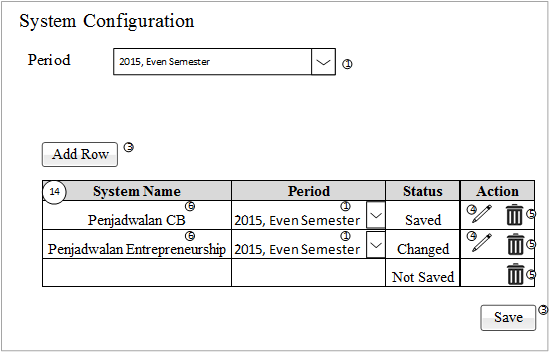 System Configuration
Period 2015, Even Semester 1
Add Row 3
14 System Name Period Status Action
6 1 4 5
Penjadwalan CB 2015, Even Semester Saved
6 1 4 5
Penjadwalan Entrepreneurship 2015, Even Semester Changed
Not Saved 5
Save 3